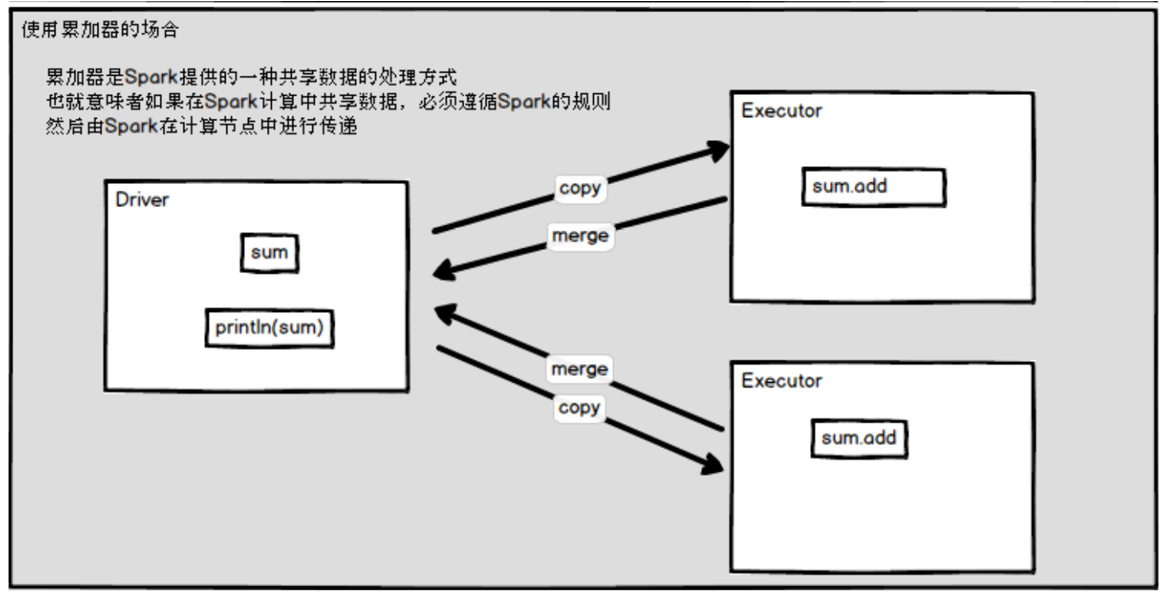 使用累加器的场合
累加器是Spark提供的一种共享数据的处理方式
也就意味者如果在Spark计算中共享数据，必须遵循Spark的规则
然后由Spark在计算节点中进行传递
Driver
sum
println(sum)
copy
merge
merge
copy
Executor
sum.add
Executor
sum.add